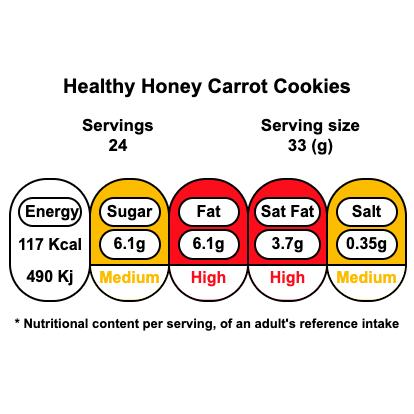 Healthy Honey Carrot Cookies
Servings Serving size
24 33 (g)
Energy Sugar Fat Sat Fat Salt
117 Kcal 6.1g 6.1g 3.7g 0.35g
490 Kj Medium High High Medium
* Nutritional content per serving, of an adult's reference intake